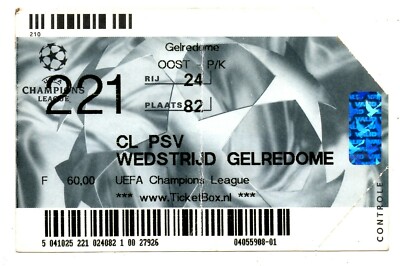 210
Gelredome
OOST - P/K
UEFA
CHAMPIONS
LEAGUE
221
RIJ 24
PLAATS 82
CL PSV
WEDSTRIJD GELREDOME
F 60,00 UEFA Champions League
*** www.TicketBox.nl ***
5 041025 221 024082 1 00 27926
04055908-01
CONTROLE